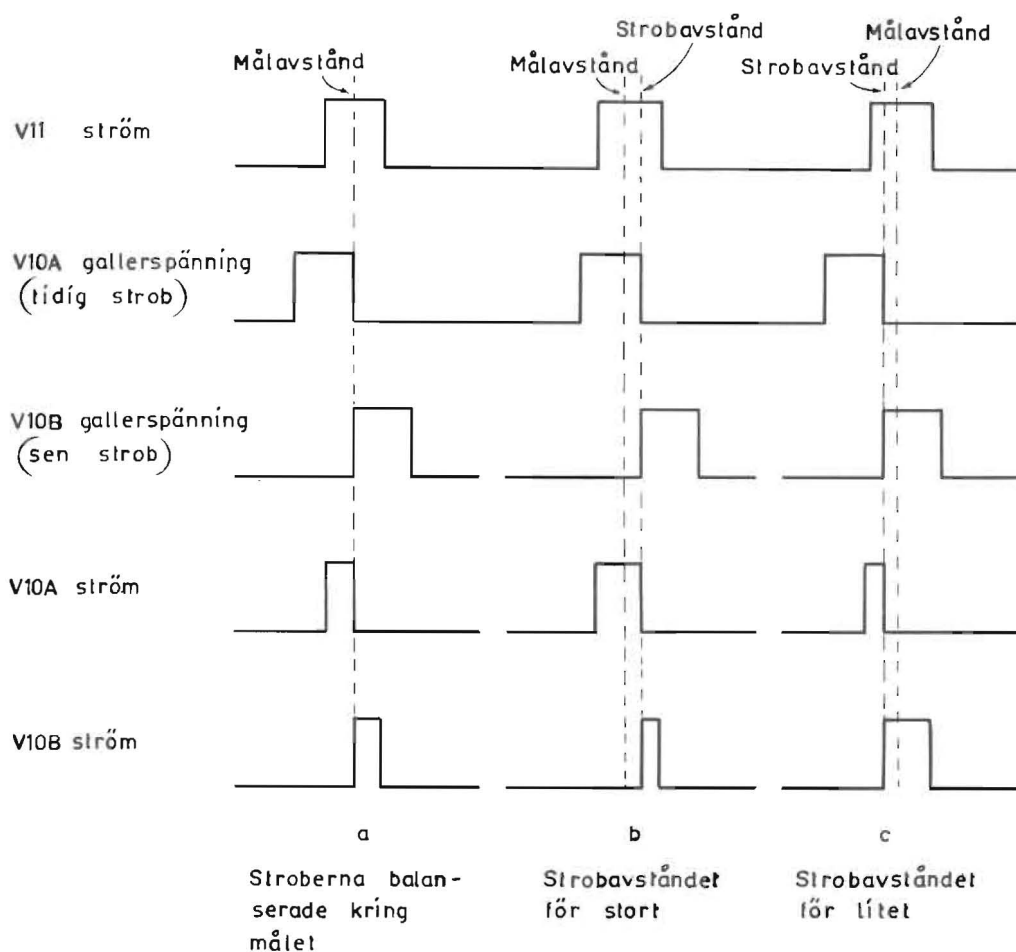 Strobavstånd
Målavstånd
Målavstånd
Målavstånd
Strobavstånd
V11 ström
V10A gallerspänning
(tidig strob)
V10B gallerspänning
(sen strob)
V10A ström
V10B ström
a
b
c
Stroberna balan-
serade kring
målet
Strobavståndet
för stort
Strobavståndet
för litet